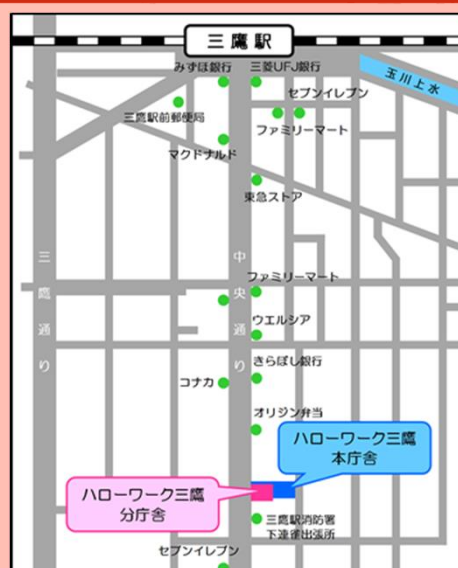 三鷹駅
みずほ銀行
三菱UFJ銀行
玉川上水
セブンイレブン
三鷹駅前郵便局
ファミリーマート
マクドナルド
東急ストア
三鷹通り
中央通り
ファミリーマート
ウエルシア
きらぼし銀行
コナカ
オリジン弁当
ハローワーク三鷹
本庁舎
ハローワーク三鷹
分庁舎
三鷹駅消防署
下連雀出張所
セブンイレブン